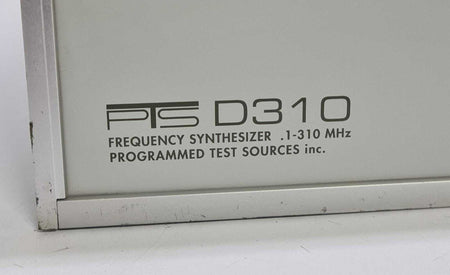 PTS D310
FREQUENCY SYNTHESIZER .1-310 MHz
PROGRAMMED TEST SOURCES inc.